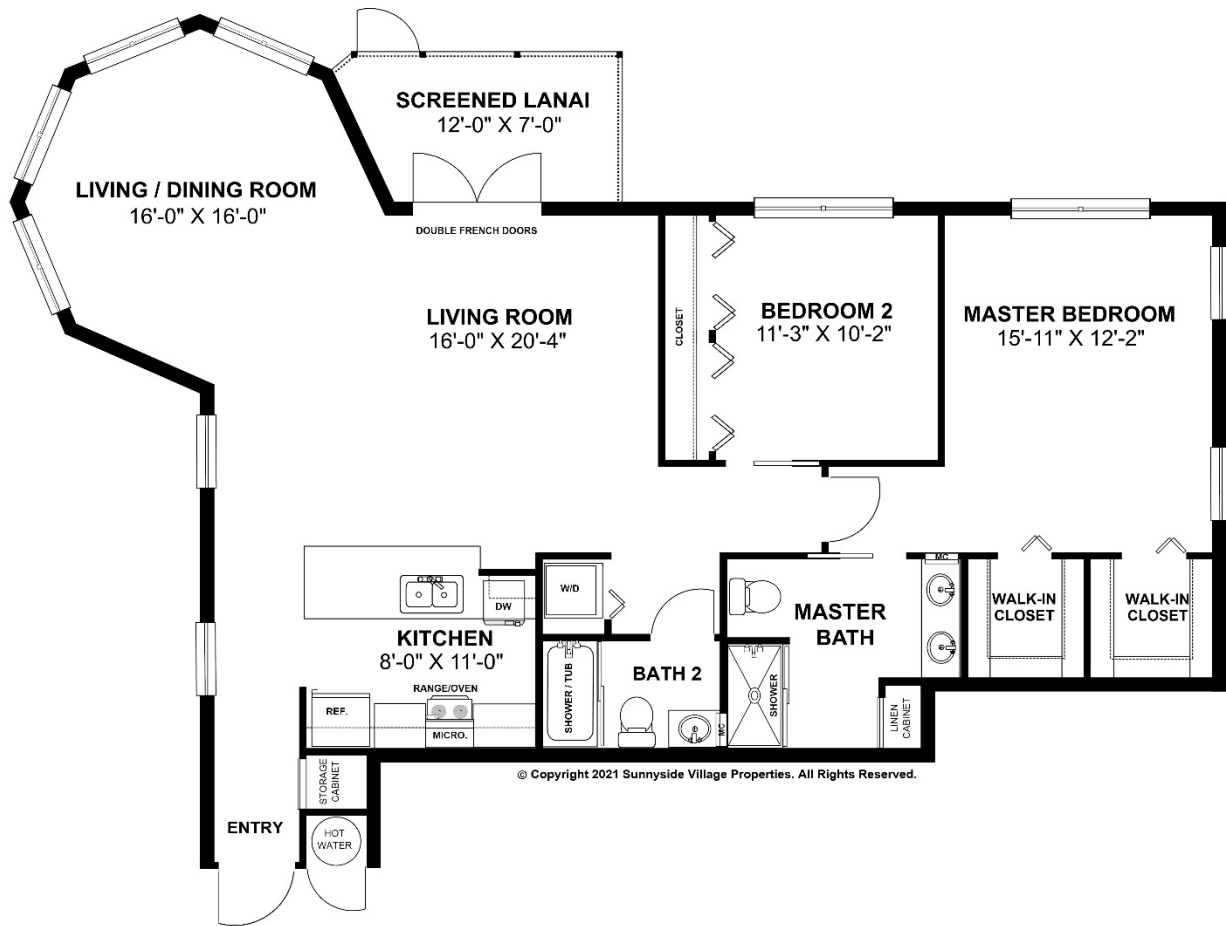 SCREENED LANAI
12'-0" X 7'-0"
LIVING / DINING ROOM
16'-0" X 16'-0"
DOUBLE FRENCH DOORS
LIVING ROOM
16'-0" X 20'-4"
CLOSET
BEDROOM 2
11'-3" X 10'-2"
MASTER BEDROOM
15'-11" X 12'-2"
W/D
DW
KITCHEN
8'-0" X 11'-0"
RANGE/OVEN
REF.
MICRO.
SHOWER / TUB
BATH 2
MC
MASTER
BATH
SHOWER
MC
LINEN
CABINET
WALK-IN
CLOSET
WALK-IN
CLOSET
© Copyright 2021 Sunnyside Village Properties. All Rights Reserved.
STORAGE
CABINET
ENTRY
HOT
WATER